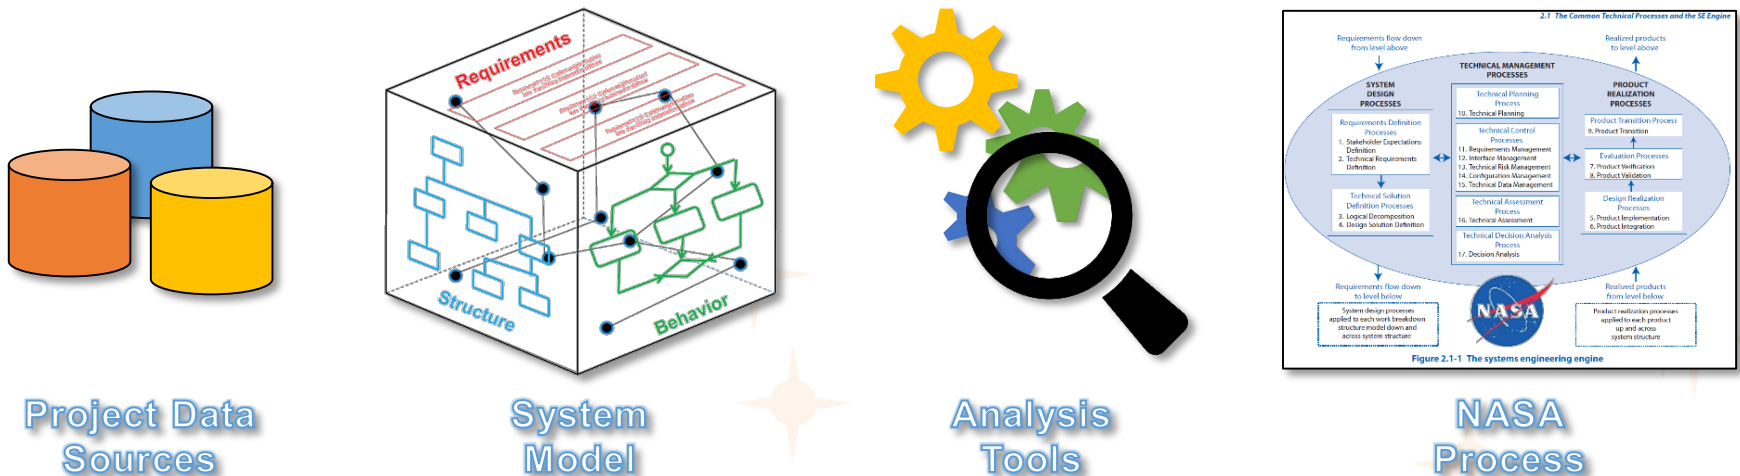 Requirements
Structure
Behavior
2.1 The Common Technical Processes and the SE Engine
Requirements flow down
from level above
Realized products
to level above
TECHNICAL MANAGEMENT
PROCESSES
SYSTEM
DESIGN
PROCESSES
Requirements Definition
Processes
1. Stakeholder Expectations
Definition
2. Technical Requirements
Definition
Technical Solution
Definition Processes
3. Logical Decomposition
4. Design Solution Definition
Technical Planning
Process
10. Technical Planning
Technical Control
Processes
11. Requirements Management
12. Interface Management
13. Technical Risk Management
14. Configuration Management
15. Technical Data Management
Technical Assessment
Process
16. Technical Assessment
Technical Decision Analysis
Process
17. Decision Analysis
PRODUCT
REALIZATION
PROCESSES
Product Transition Process
9. Product Transition
Evaluation Processes
7. Product Verification
8. Product Validation
Design Realization
Processes
5. Product Implementation
6. Product Integration
Requirements flow down
to level below
Realized products
from level below
System design processes
applied to each work breakdown
structure model down and
across system structure
NASA
Product realization processes
applied to each product
up and across
system structure
Figure 2.1-1 The systems engineering engine
Project Data
Sources
System
Model
Analysis
Tools
NASA
Process